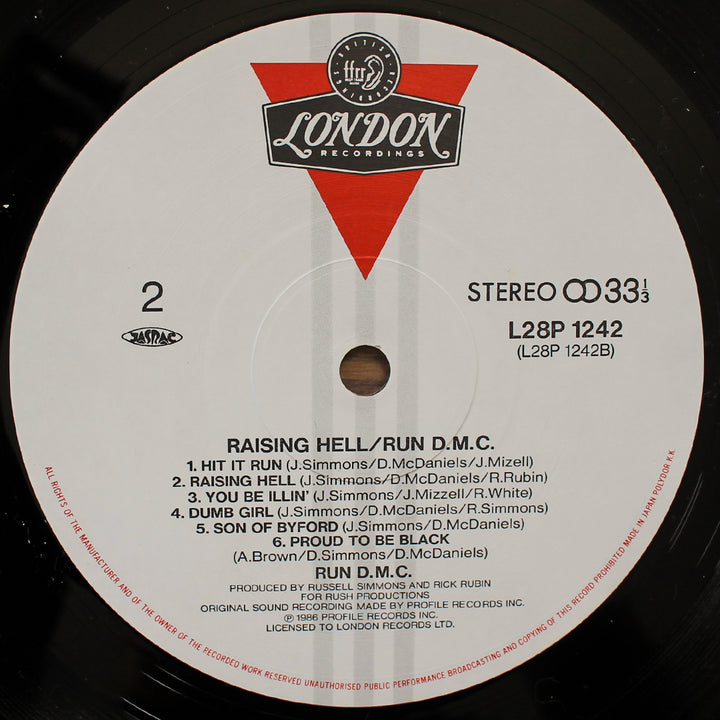 BRITISH RECORDINGS
ffrr
LONDON
RECORDINGS
2
JASRAC
STEREO 33 1/3
L28P 1242
(L28P 1242B)
RAISING HELL/RUN D.M.C.
1. HIT IT RUN (J.Simmons/D.McDaniels/J.Mizell)
2. RAISING HELL (J.Simmons/D.McDaniels/R.Rubin)
3. YOU BE ILLIN' (J.Simmons/J.Mizzell/R.White)
4. DUMB GIRL (J.Simmons/D.McDaniels/R.Simmons)
5. SON OF BYFORD (J.Simmons/D.McDaniels)
6. PROUD TO BE BLACK
(A.Brown/D.Simmons/D.McDaniels)
RUN D.M.C.
PRODUCED BY RUSSELL SIMMONS AND RICK RUBIN
FOR RUSH PRODUCTIONS
ORIGINAL SOUND RECORDING MADE BY PROFILE RECORDS INC.
℗ 1986 PROFILE RECORDS INC.
LICENSED TO LONDON RECORDS LTD.
ALL RIGHTS OF THE MANUFACTURER AND OF THE OWNER OF THE RECORDED WORK RESERVED UNAUTHORISED PUBLIC PERFORMANCE BROADCASTING AND COPYING OF THIS RECORD PROHIBITED MADE IN JAPAN POLYDOR K.K.